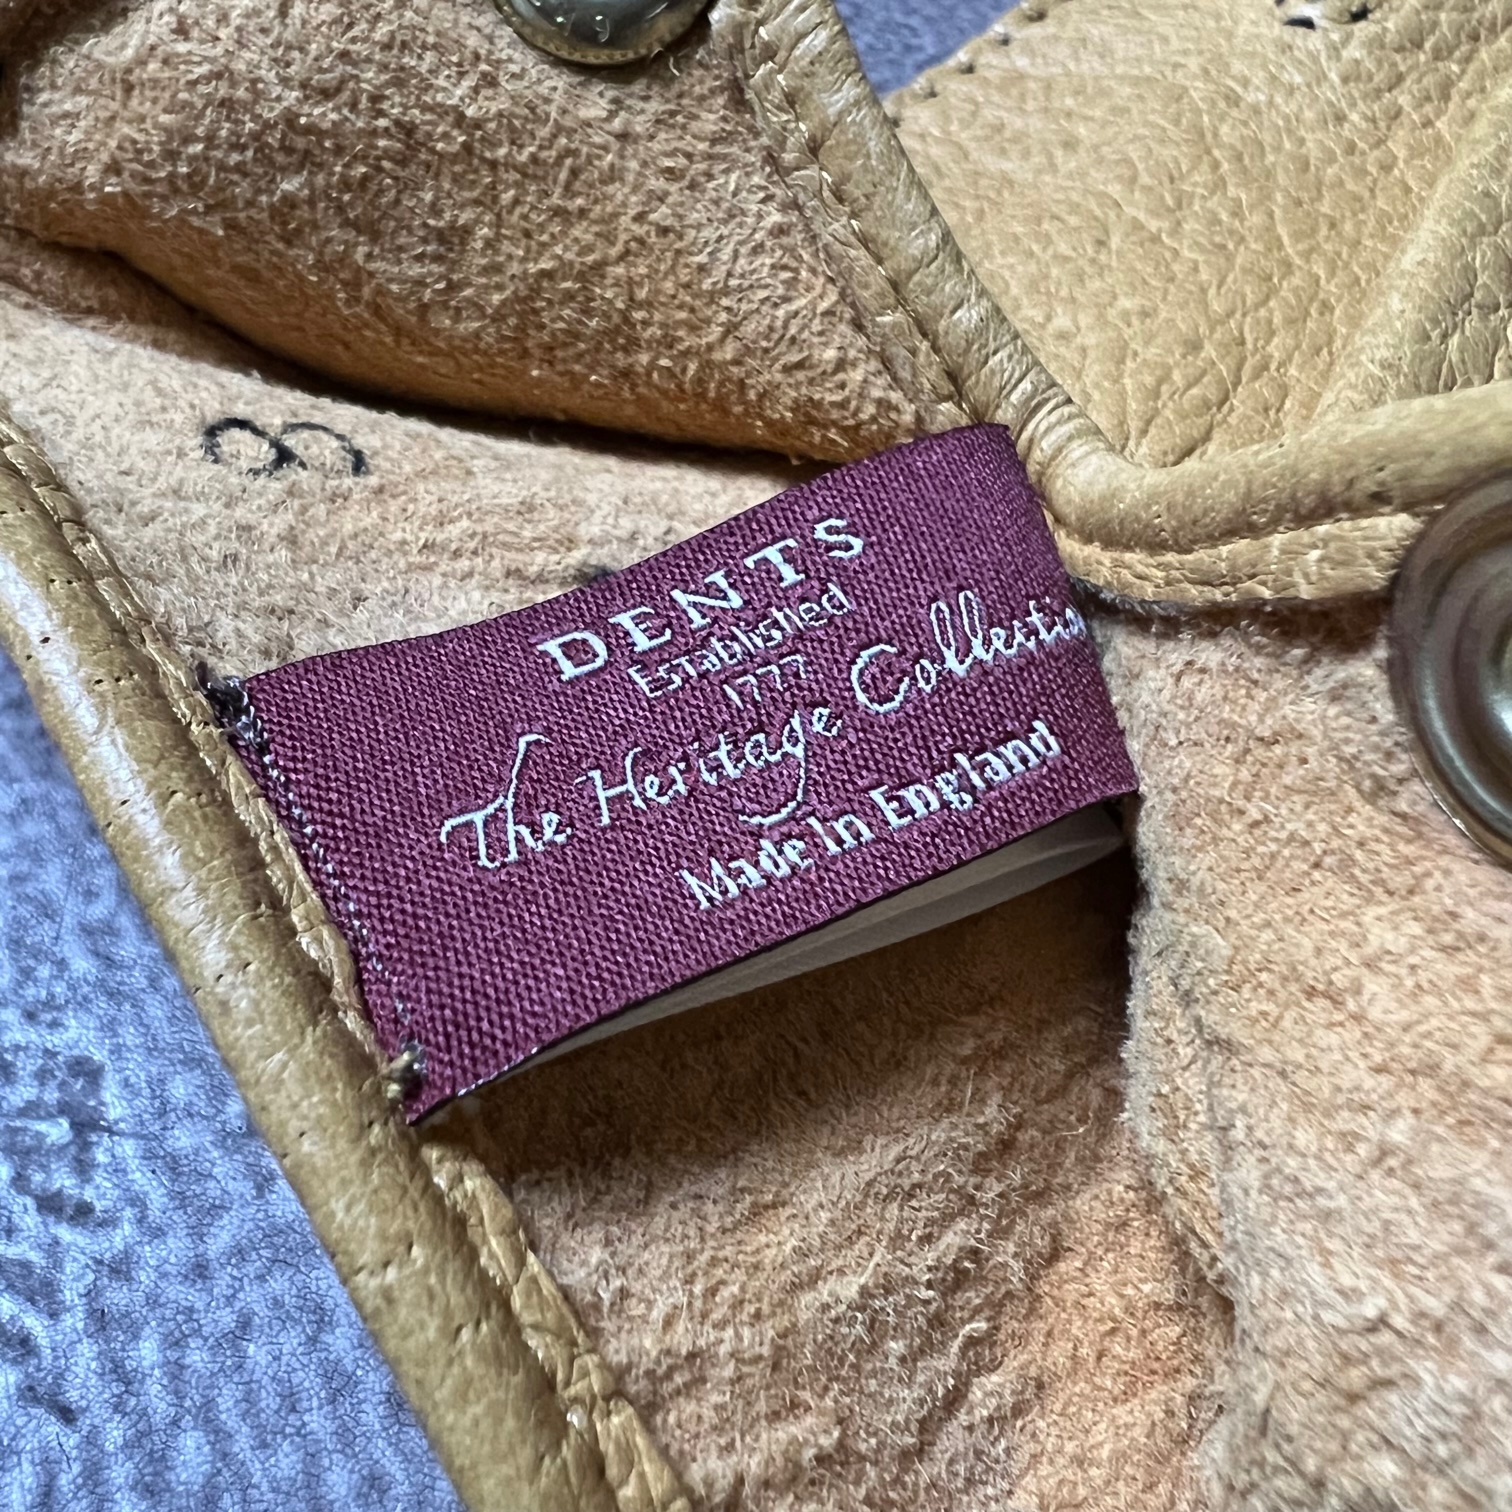 8
DENTS
Established
1777
The Heritage Collectio
Made In England